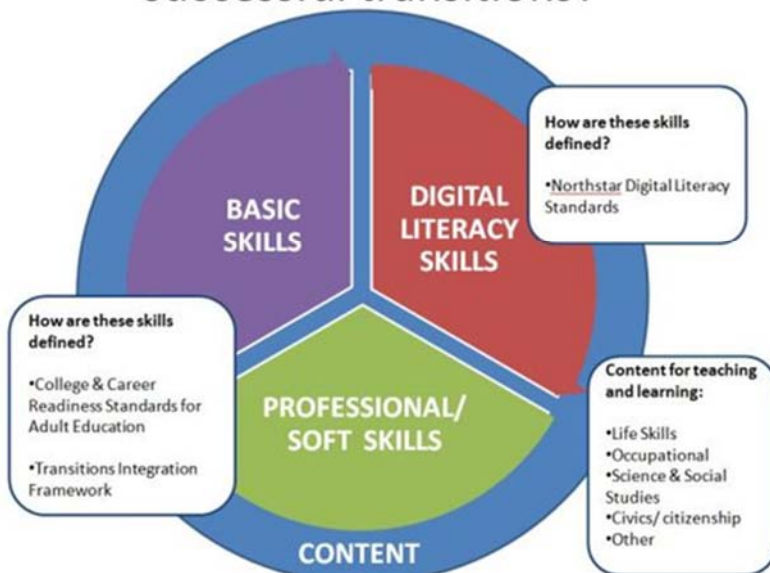 successful transitions?
BASIC
SKILLS
DIGITAL
LITERACY
SKILLS
How are these skills
defined?
•Northstar Digital Literacy
Standards
How are these skills
defined?
•College & Career
Readiness Standards for
Adult Education
•Transitions Integration
Framework
PROFESSIONAL/
SOFT SKILLS
Content for teaching
and learning:
•Life Skills
•Occupational
•Science & Social
Studies
•Civics/ citizenship
•Other
CONTENT